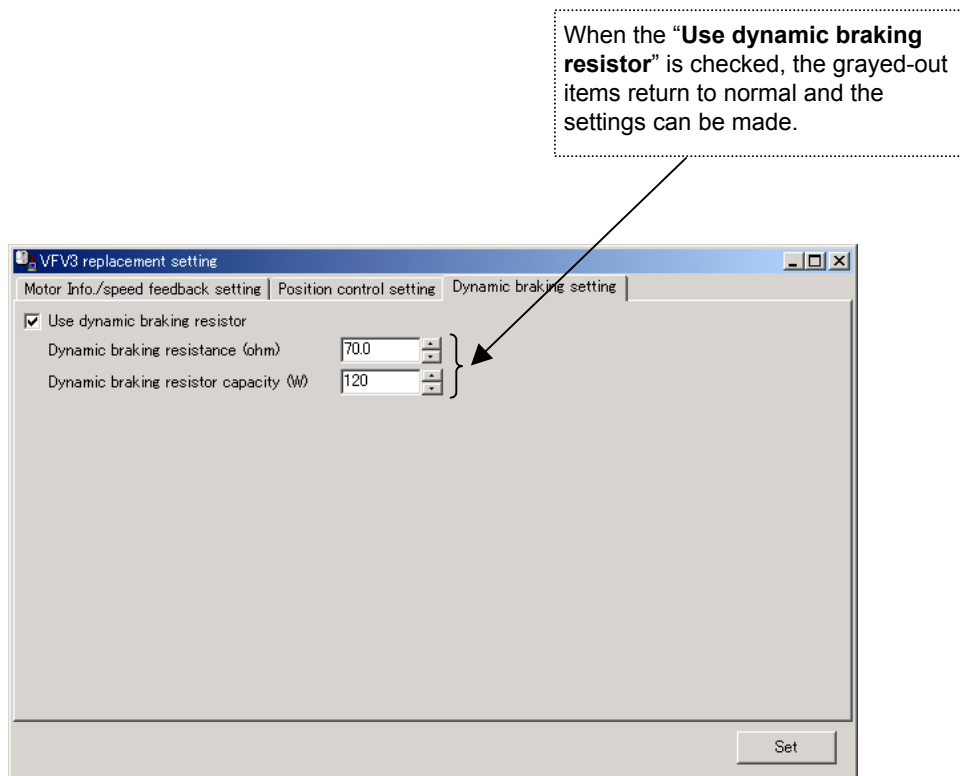 When the “Use dynamic braking
resistor” is checked, the grayed-out
items return to normal and the
settings can be made.
VFV3 replacement setting
Motor Info./speed feedback setting Position control setting Dynamic braking setting
Use dynamic braking resistor
Dynamic braking resistance (ohm) 70.0
Dynamic braking resistor capacity (W) 120
Set